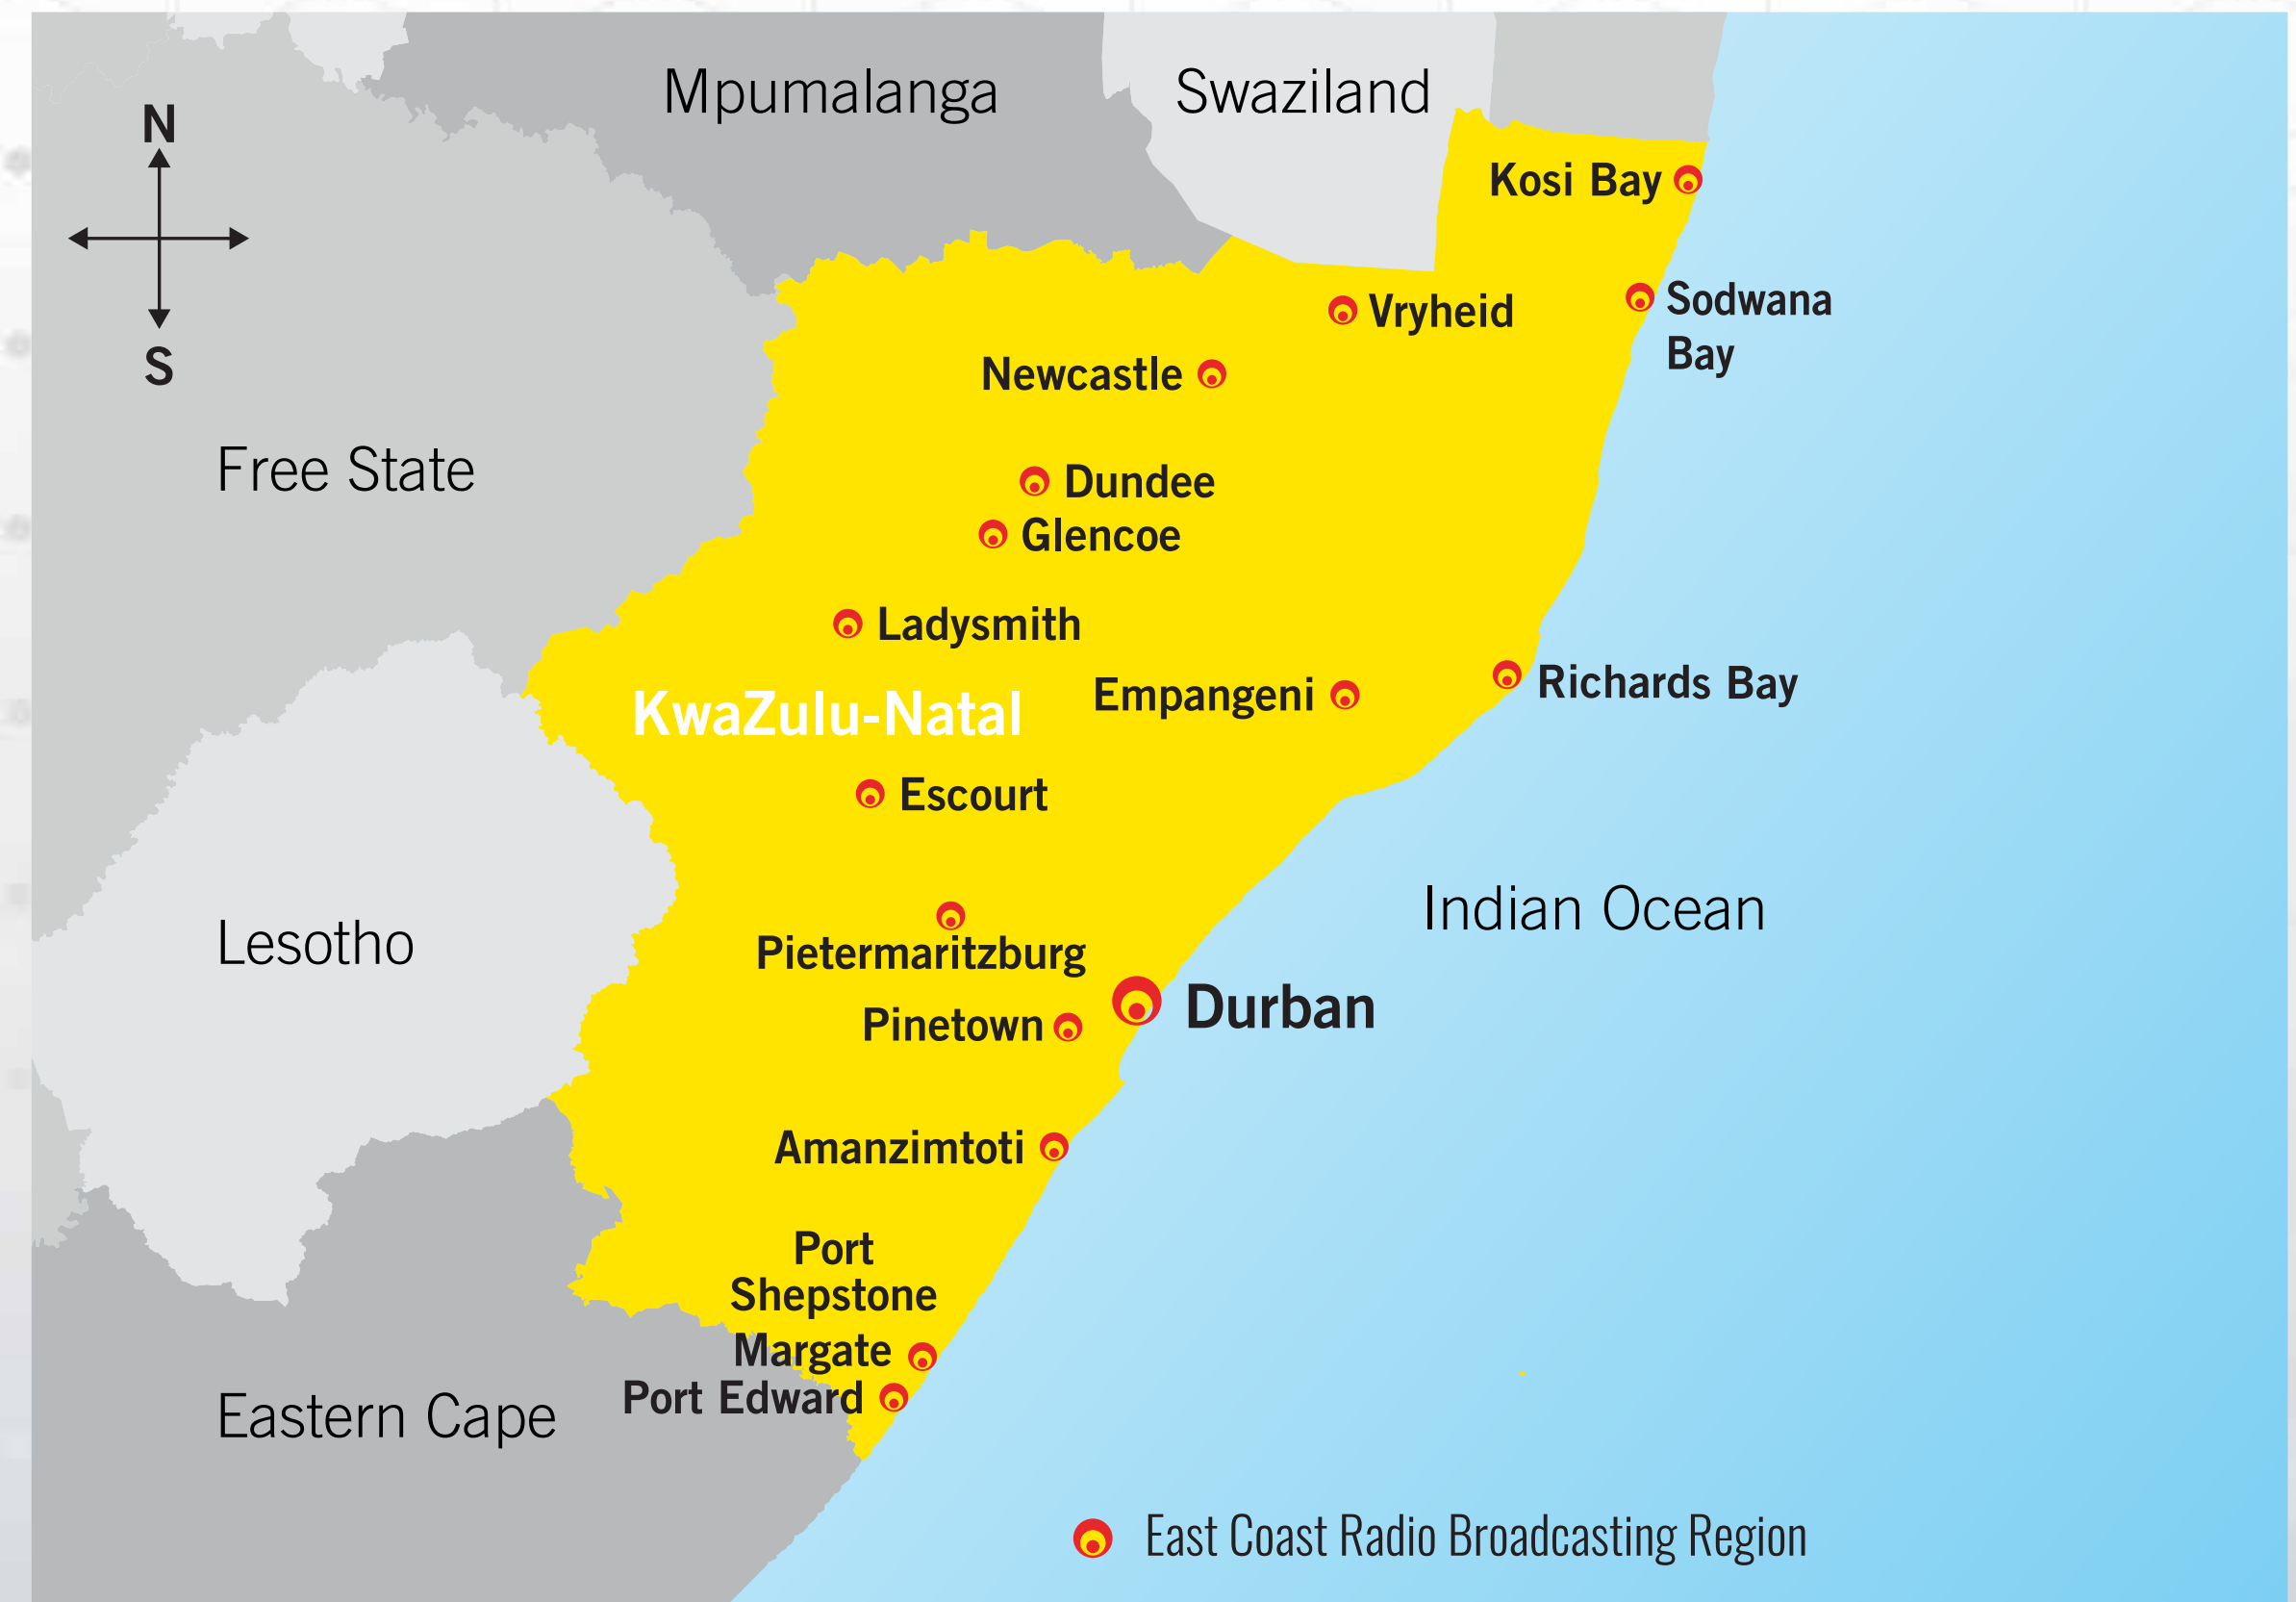 Mpumalanga
Swaziland
N
Kosi Bay
Sodwana
Bay
Vryheid
S
Newcastle
Free State
Dundee
Glencoe
Ladysmith
Richards Bay
Empangeni
KwaZulu-Natal
Escourt
Indian Ocean
Lesotho
Pietermaritzburg
Durban
Pinetown
Amanzimtoti
Port
Shepstone
Margate
Port Edward
Eastern Cape
East Coast Radio Broadcasting Region